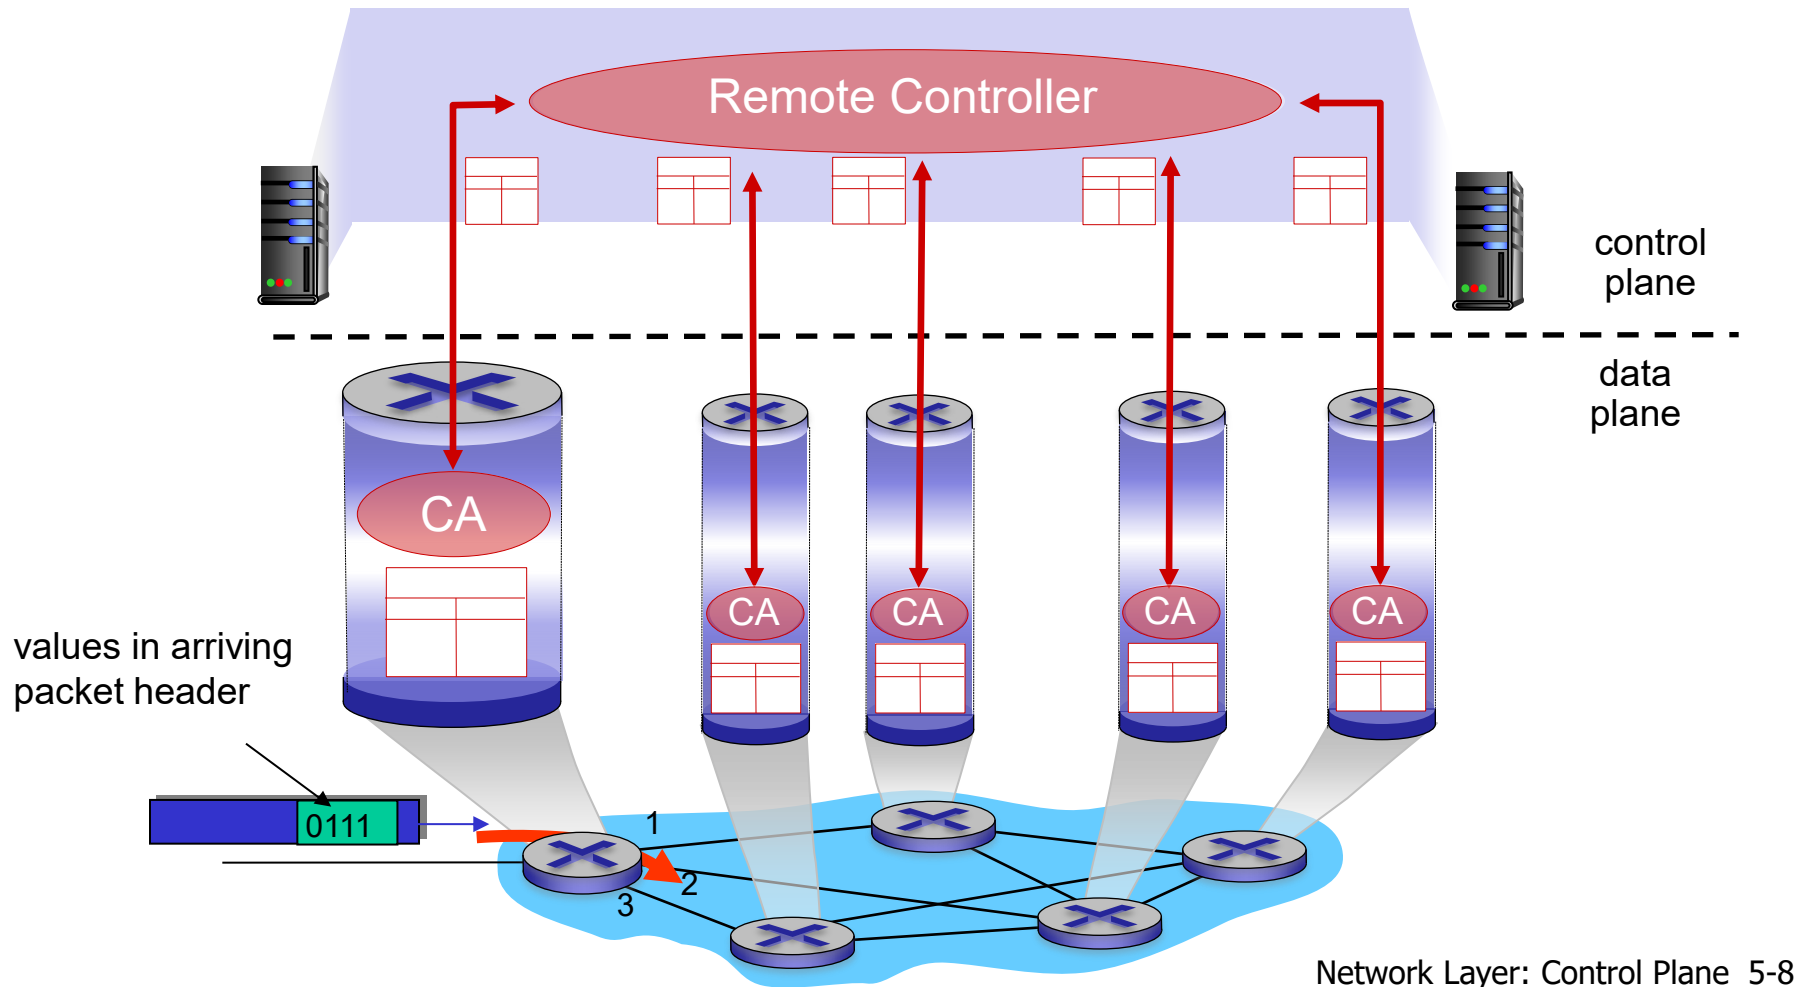 Remote Controller
control
plane
data
plane
CA
CA
CA
CA
CA
values in arriving
packet header
0111
1
2
3
Network Layer: Control Plane 5-8